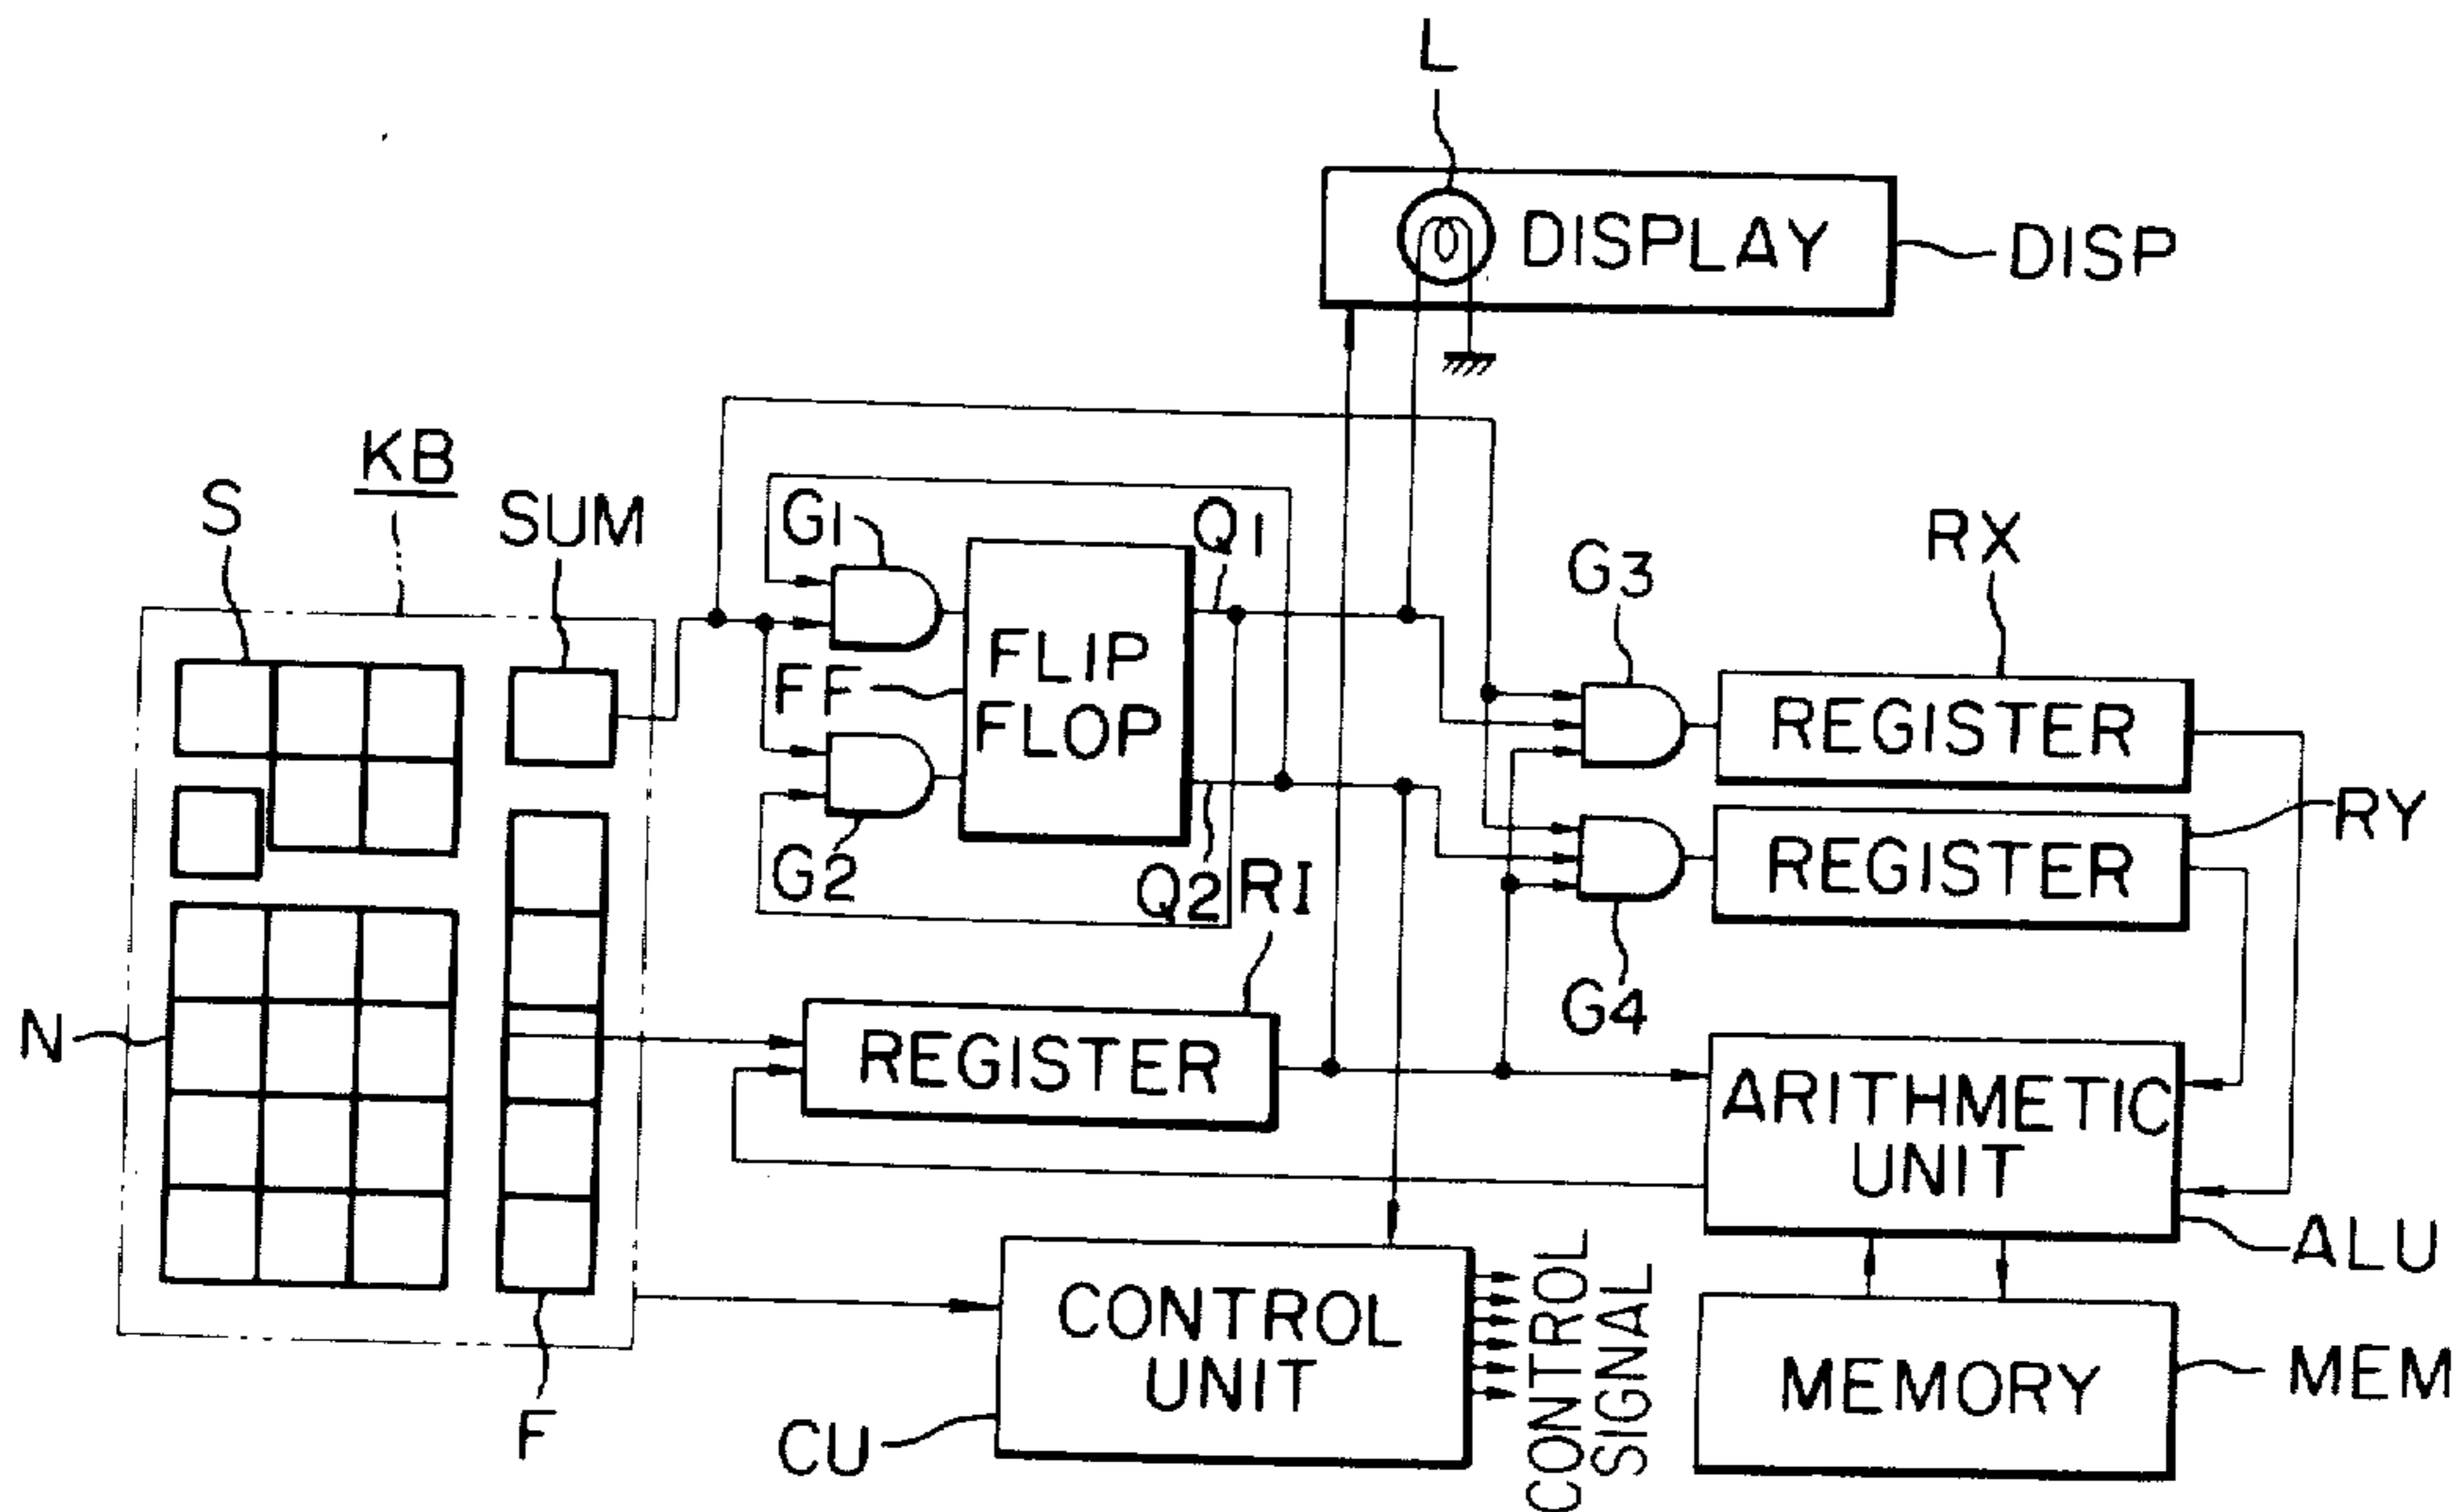 L
DISPLAY
DISP
KB
S
SUM
G1
Q1
G3
RX
FLIP
FLOP
FF
REGISTER
RY
REGISTER
G2
Q2
RI
G4
N
REGISTER
ARITHMETIC
UNIT
ALU
CONTROL
UNIT
CONTROL
SIGNAL
MEMORY
MEM
F
CU